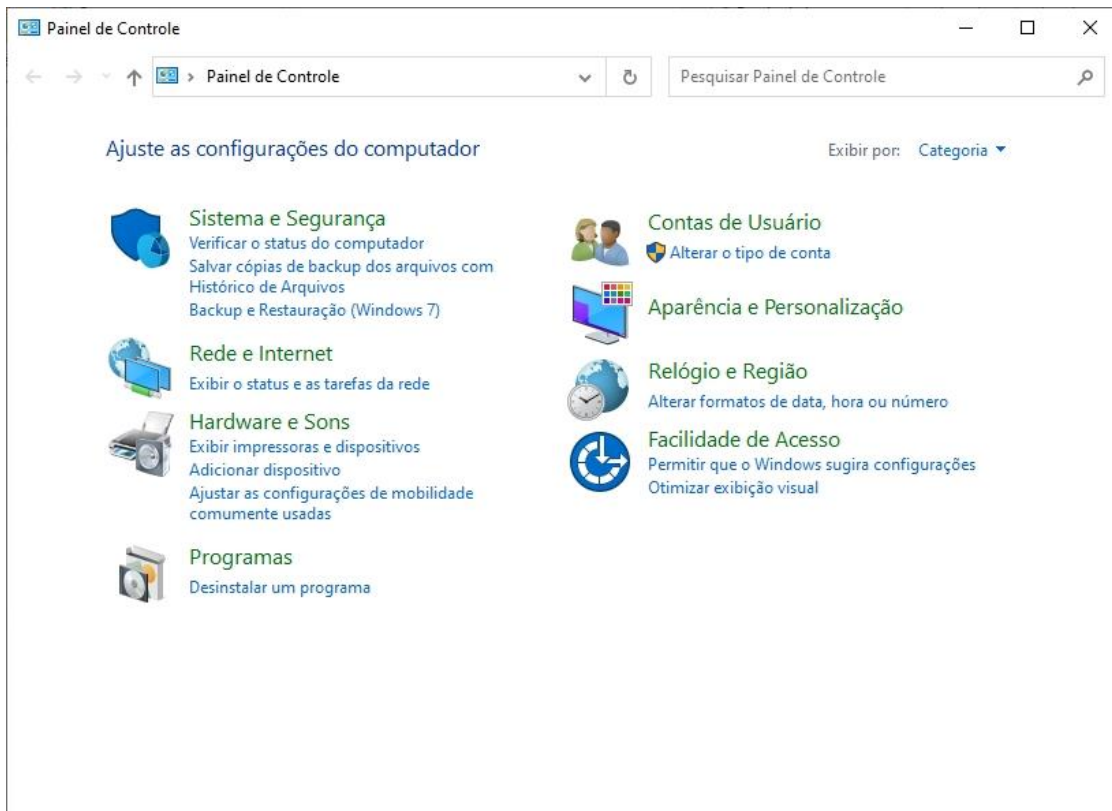 Painel de Controle
Painel de Controle
Pesquisar Painel de Controle
Ajuste as configurações do computador
Exibir por: Categoria
Sistema e Segurança
Verificar o status do computador
Salvar cópias de backup dos arquivos com
Histórico de Arquivos
Backup e Restauração (Windows 7)
Rede e Internet
Exibir o status e as tarefas da rede
Hardware e Sons
Exibir impressoras e dispositivos
Adicionar dispositivo
Ajustar as configurações de mobilidade
comumente usadas
Programas
Desinstalar um programa
Contas de Usuário
Alterar o tipo de conta
Aparência e Personalização
Relógio e Região
Alterar formatos de data, hora ou número
Facilidade de Acesso
Permitir que o Windows sugira configurações
Otimizar exibição visual